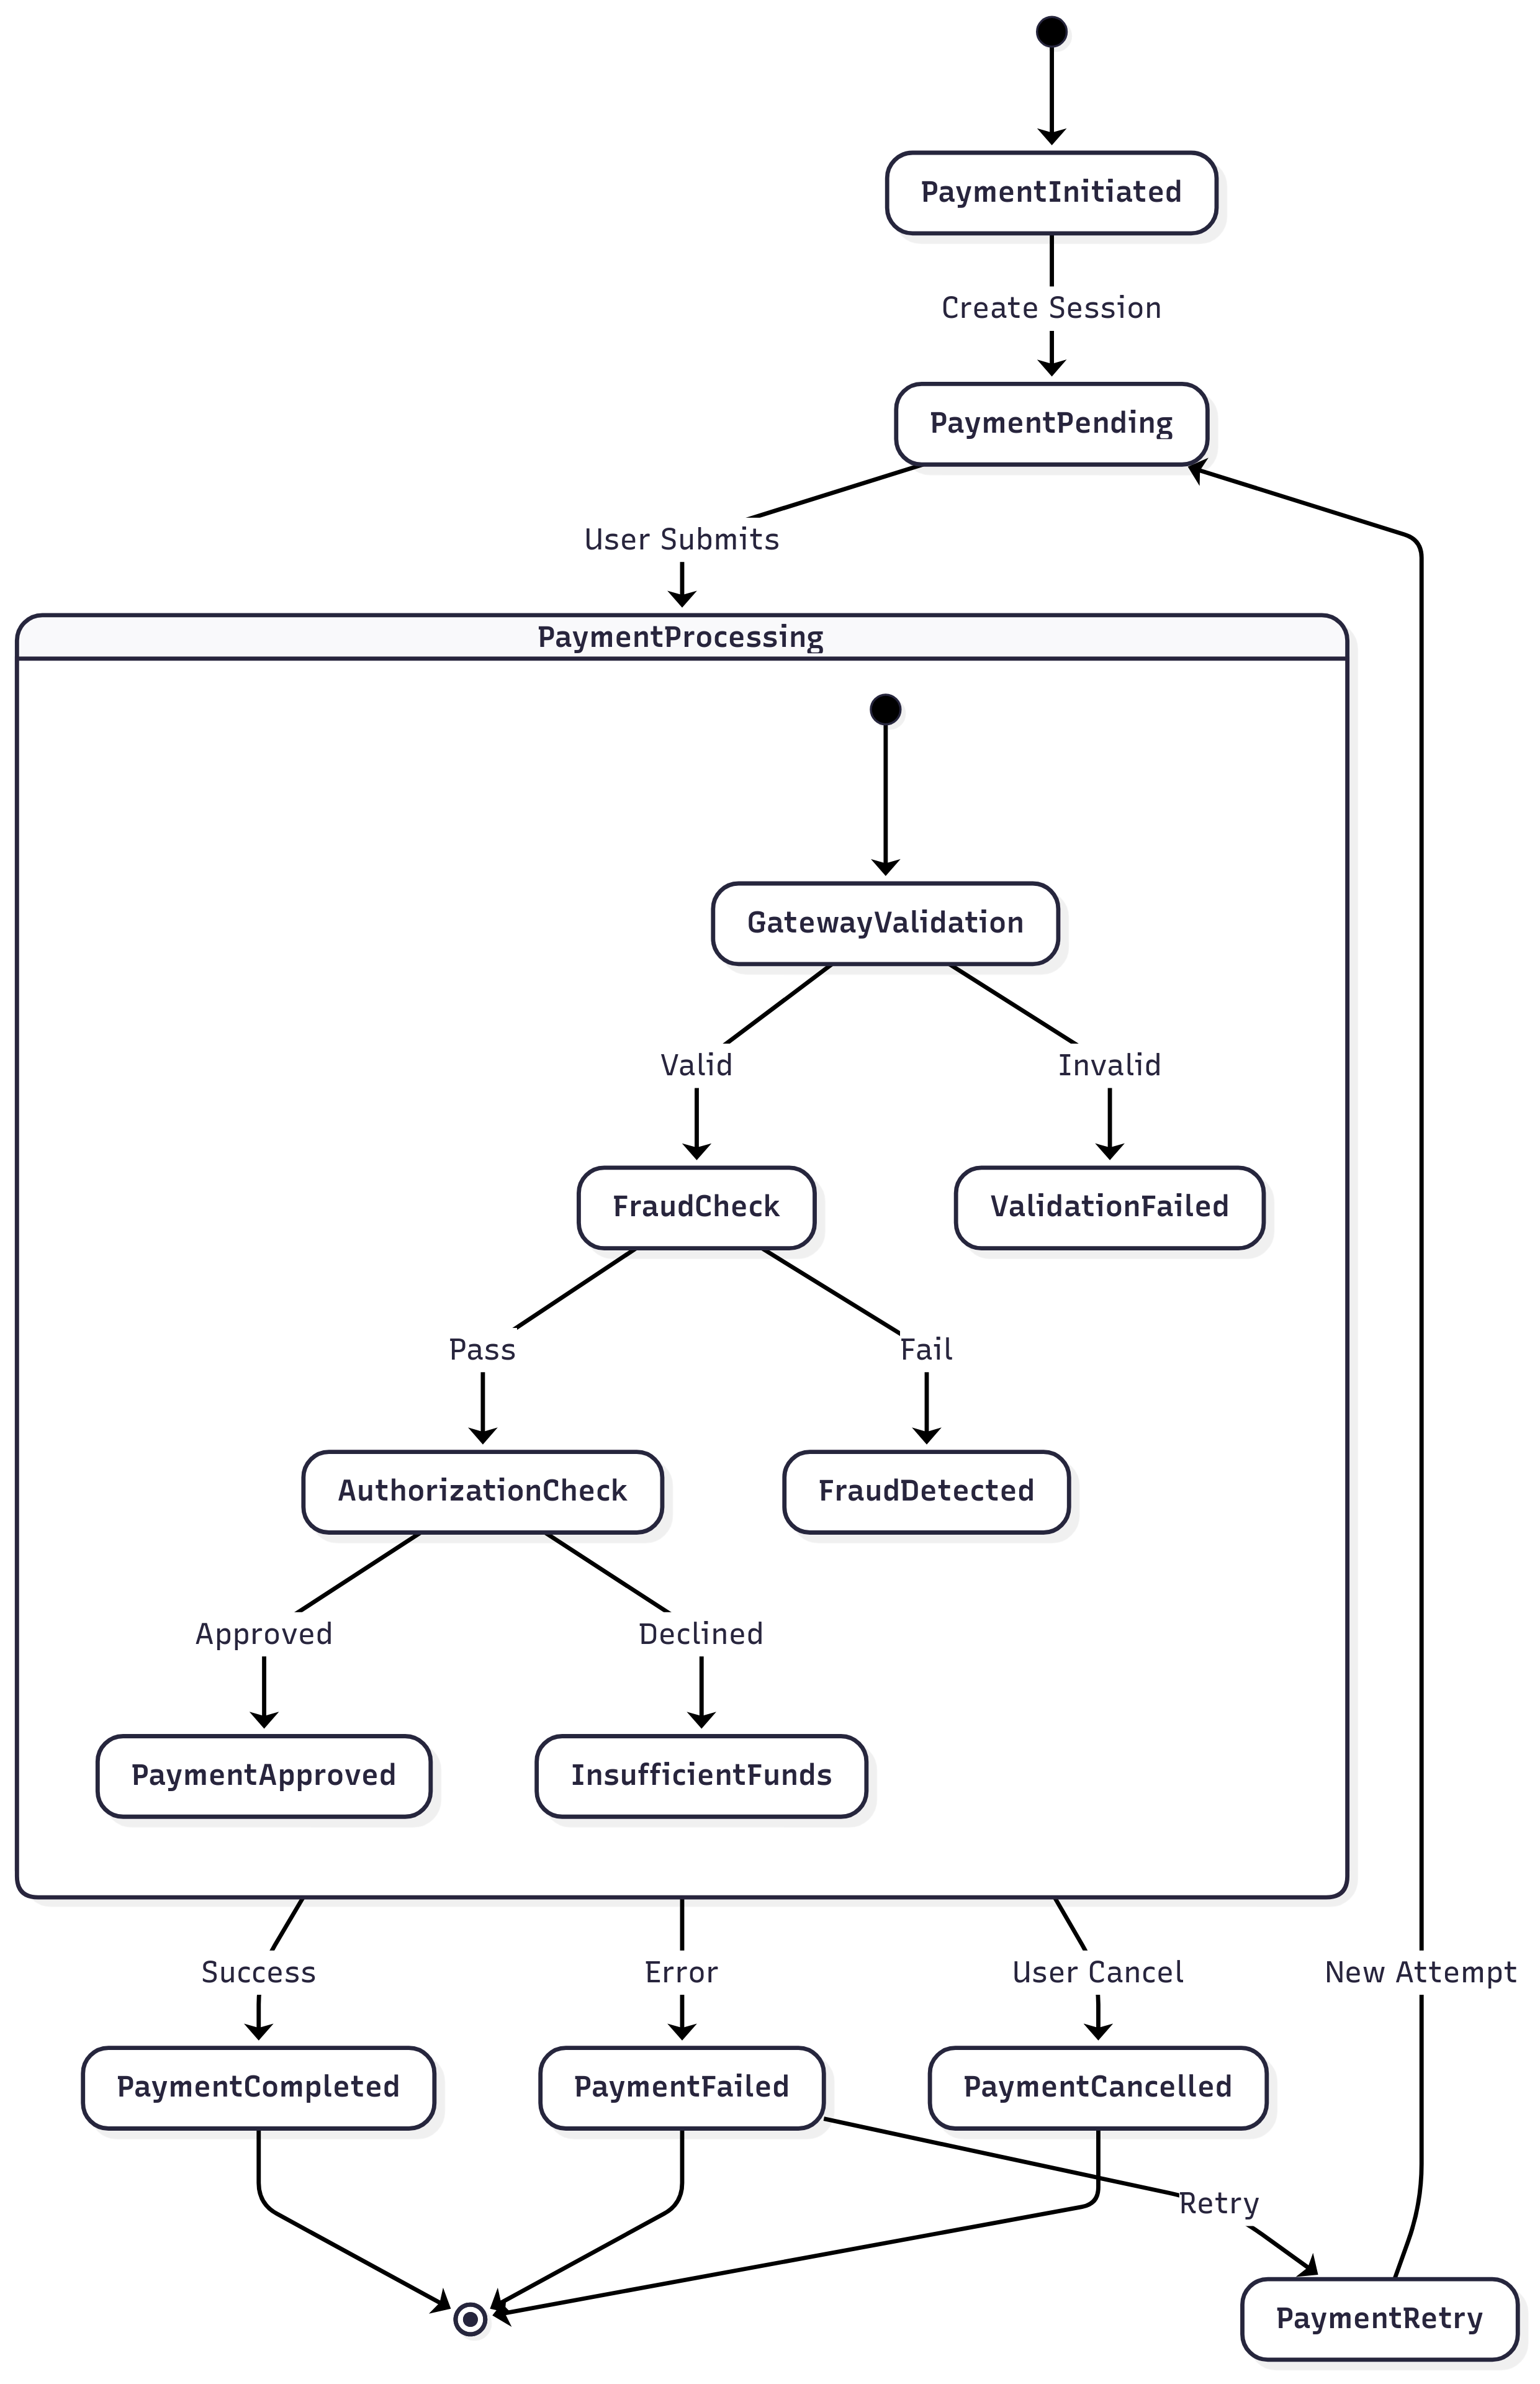 PaymentInitiated
Create Session
PaymentPending
User Submits
PaymentProcessing
GatewayValidation
Valid
Invalid
FraudCheck
ValidationFailed
Pass
Fail
AuthorizationCheck
FraudDetected
Approved
Declined
PaymentApproved
InsufficientFunds
Success
Error
User Cancel
New Attempt
PaymentCompleted
PaymentFailed
PaymentCancelled
Retry
PaymentRetry